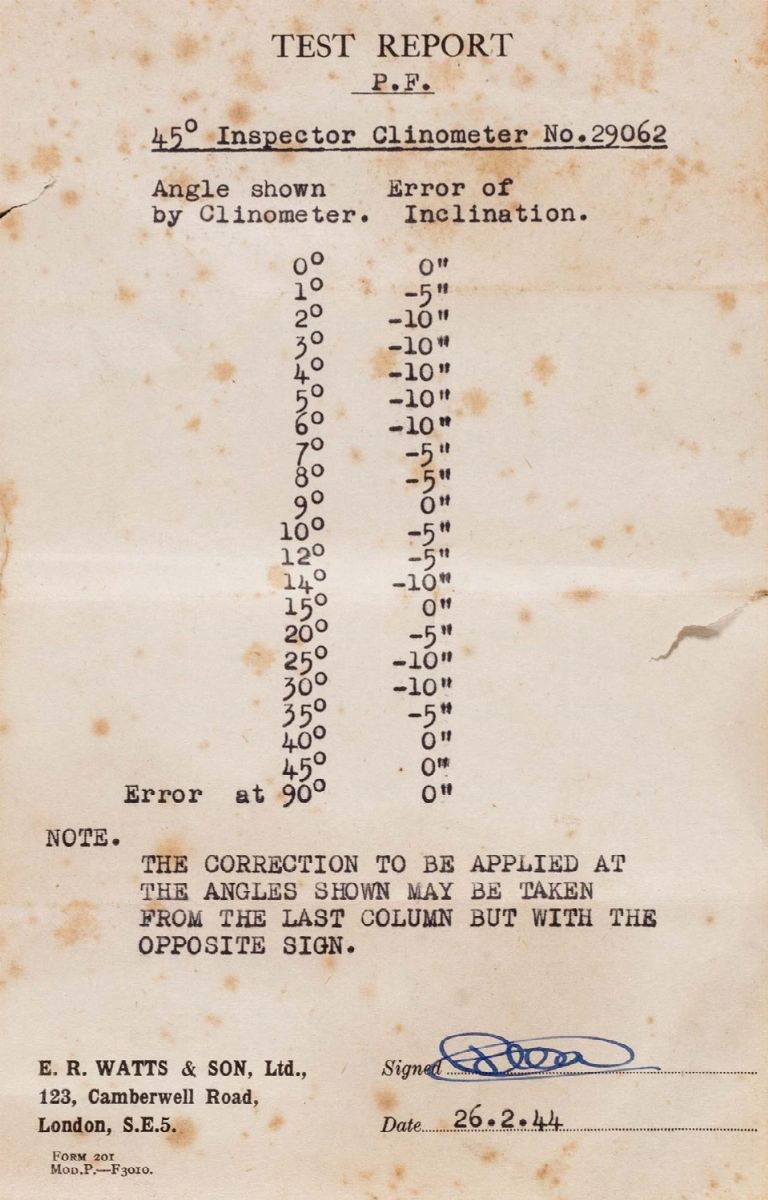 TEST REPORT
P.F.
45° Inspector Clinometer No.29062
Angle shown Error of
by Clinometer. Inclination.
0° 0"
1° -5"
2° -10"
3° -10"
4° -10"
5° -10"
6° -10"
7° -5"
8° -5"
9° 0"
10° -5"
12° -5"
14° -10"
15° 0"
20° -5"
25° -10"
30° -10"
35° -5"
40° 0"
45° 0"
Error at 90° 0"
NOTE.
THE CORRECTION TO BE APPLIED AT
THE ANGLES SHOWN MAY BE TAKEN
FROM THE LAST COLUMN BUT WITH THE
OPPOSITE SIGN.
E. R. WATTS & SON, Ltd.,
123, Camberwell Road,
London, S.E.5.
Signed
Date 26.2.44
FORM 201
MOD.P.—F3010.